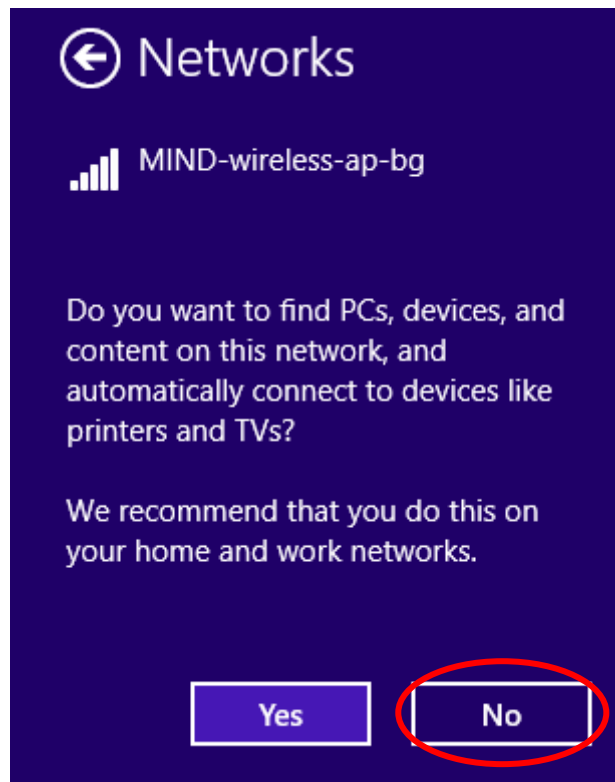 Networks
MIND-wireless-ap-bg
Do you want to find PCs, devices, and
content on this network, and
automatically connect to devices like
printers and TVs?
We recommend that you do this on
your home and work networks.
Yes No